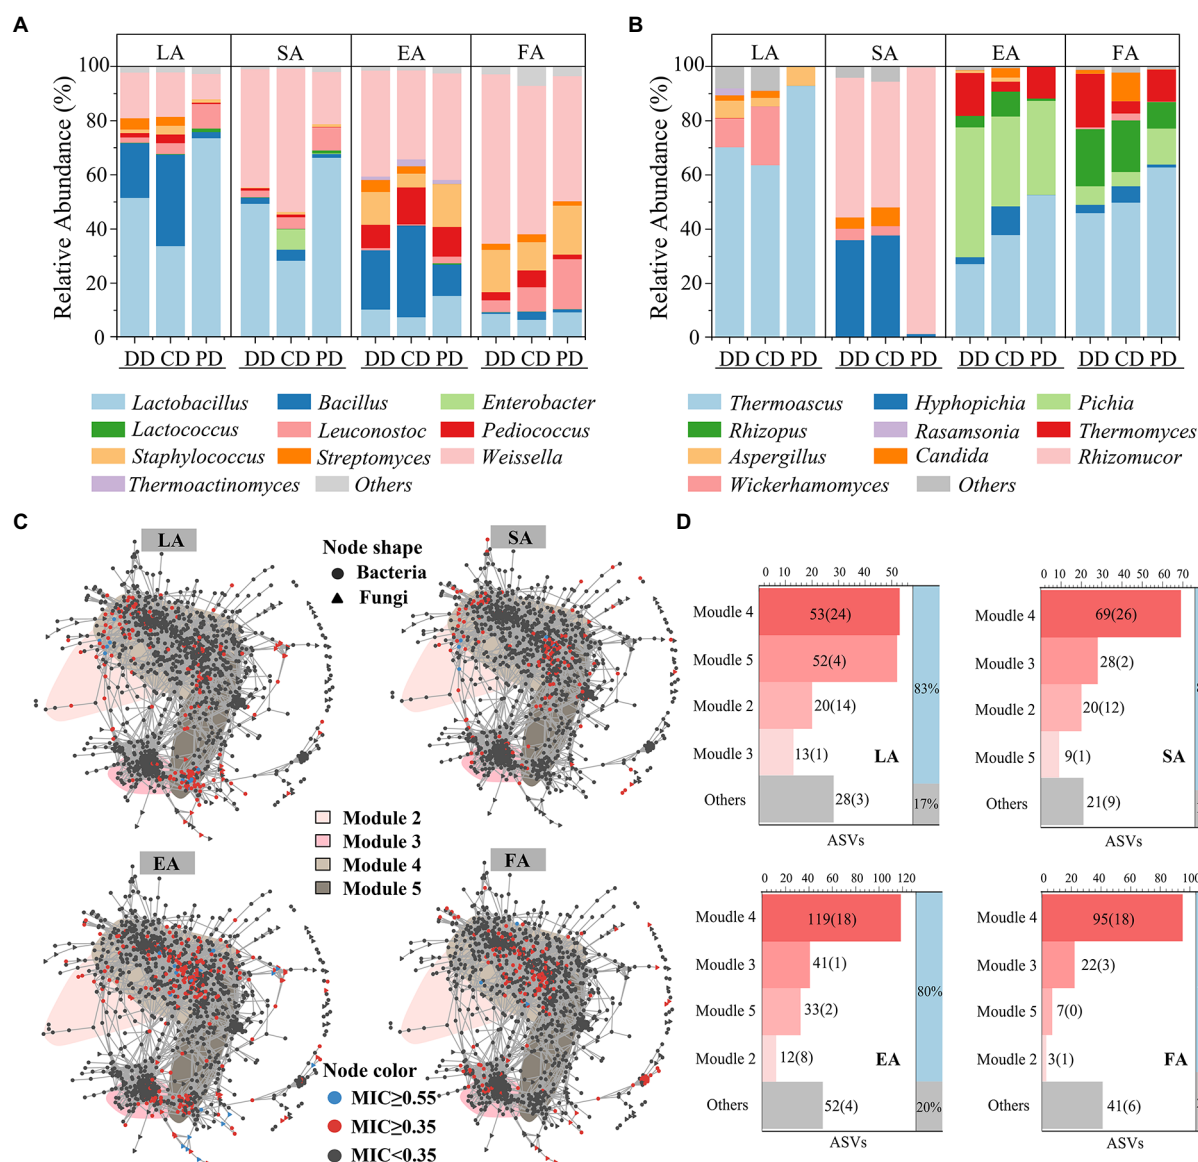 A
LA SA EA FA
Relative Abundance (%)
100
80
60
40
20
0
DD CD PD DD CD PD DD CD PD DD CD PD
Lactobacillus Bacillus Enterobacter
Lactococcus Leuconostoc Pediococcus
Staphylococcus Streptomyces Weissella
Thermoactinomyces Others
B
LA SA EA FA
Relative Abundance (%)
100
80
60
40
20
0
DD CD PD DD CD PD DD CD PD DD CD PD
Thermoascus Hyphopichia Pichia
Rhizopus Rasamsonia Thermomyces
Aspergillus Candida Rhizomucor
Wickerhamomyces Others
C
LA
Node shape
Bacteria
Fungi
SA
Module 2
Module 3
Module 4
Module 5
EA
FA
Node color
MIC≥0.55
MIC≥0.35
MIC<0.35
D
0 10 20 30 40 50
Moudle 4 53(24)
Moudle 5 52(4)
Moudle 2 20(14)
Moudle 3 13(1)
Others 28(3)
83%
17%
LA
ASVs
0 10 20 30 40 50 60 70
Moudle 4 69(26)
Moudle 3 28(2)
Moudle 2 20(12)
Moudle 5 9(1)
Others 21(9)
SA
ASVs
0 20 40 60 80 100 120
Moudle 4 119(18)
Moudle 3 41(1)
Moudle 5 33(2)
Moudle 2 12(8)
Others 52(4)
80%
20%
EA
ASVs
0 20 40 60 80 100
Moudle 4 95(18)
Moudle 3 22(3)
Moudle 5 7(0)
Moudle 2 3(1)
Others 41(6)
FA
ASVs